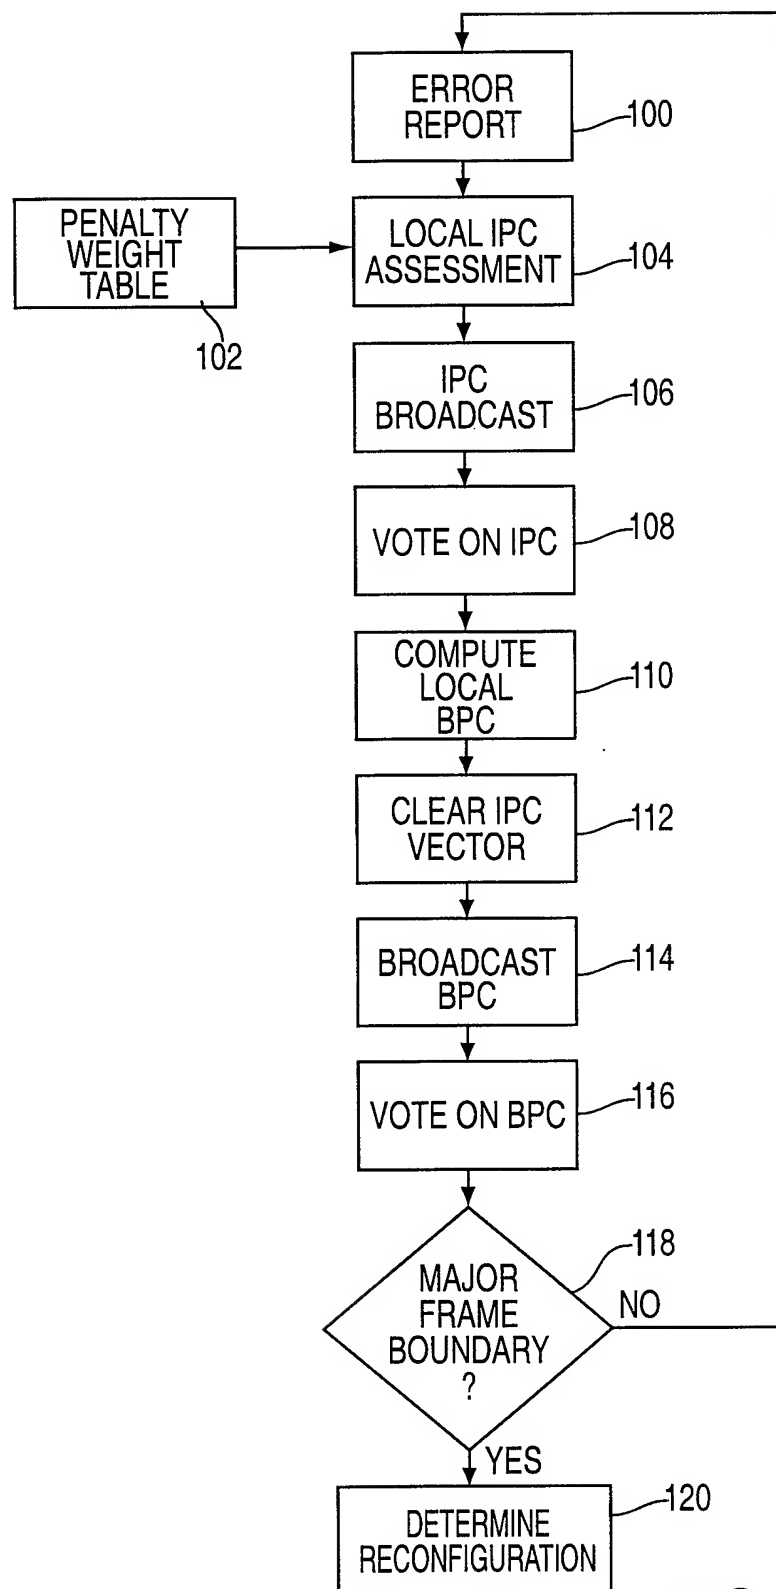 ERROR
REPORT
100
PENALTY
WEIGHT
TABLE
102
LOCAL IPC
ASSESSMENT
104
IPC
BROADCAST
106
VOTE ON IPC
108
COMPUTE
LOCAL
BPC
110
CLEAR IPC
VECTOR
112
BROADCAST
BPC
114
VOTE ON BPC
116
MAJOR
FRAME
BOUNDARY
?
118
NO
YES
DETERMINE
RECONFIGURATION
120